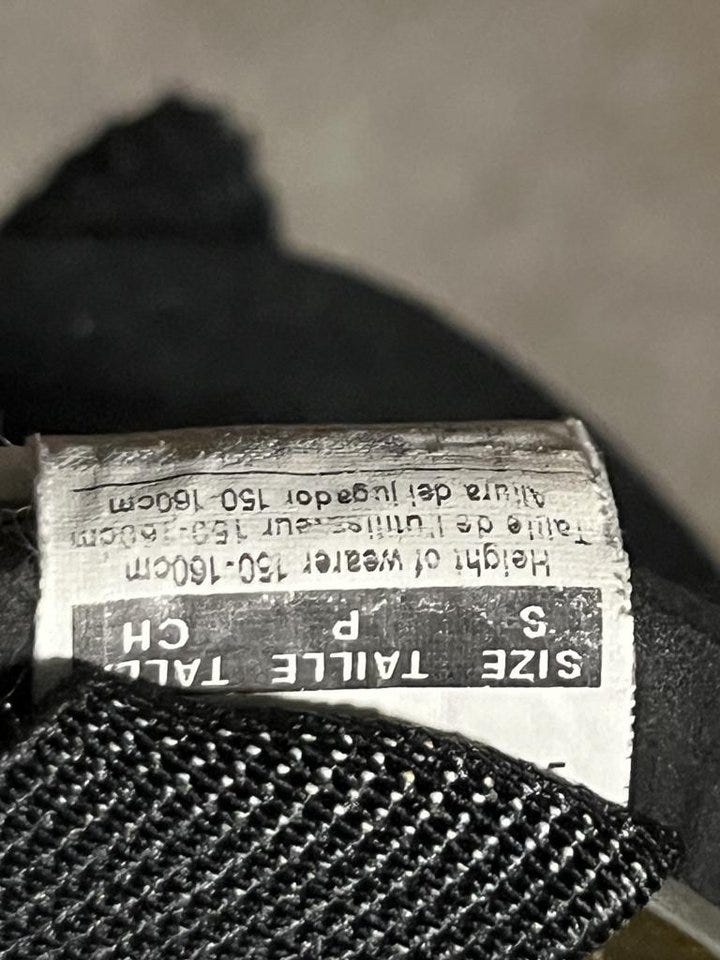 SIZE TAILLE TALL
S P CH
Height of wearer 150-160cm
Taille de l'utilisateur 150-160cm
Altura del jugador 150-160cm